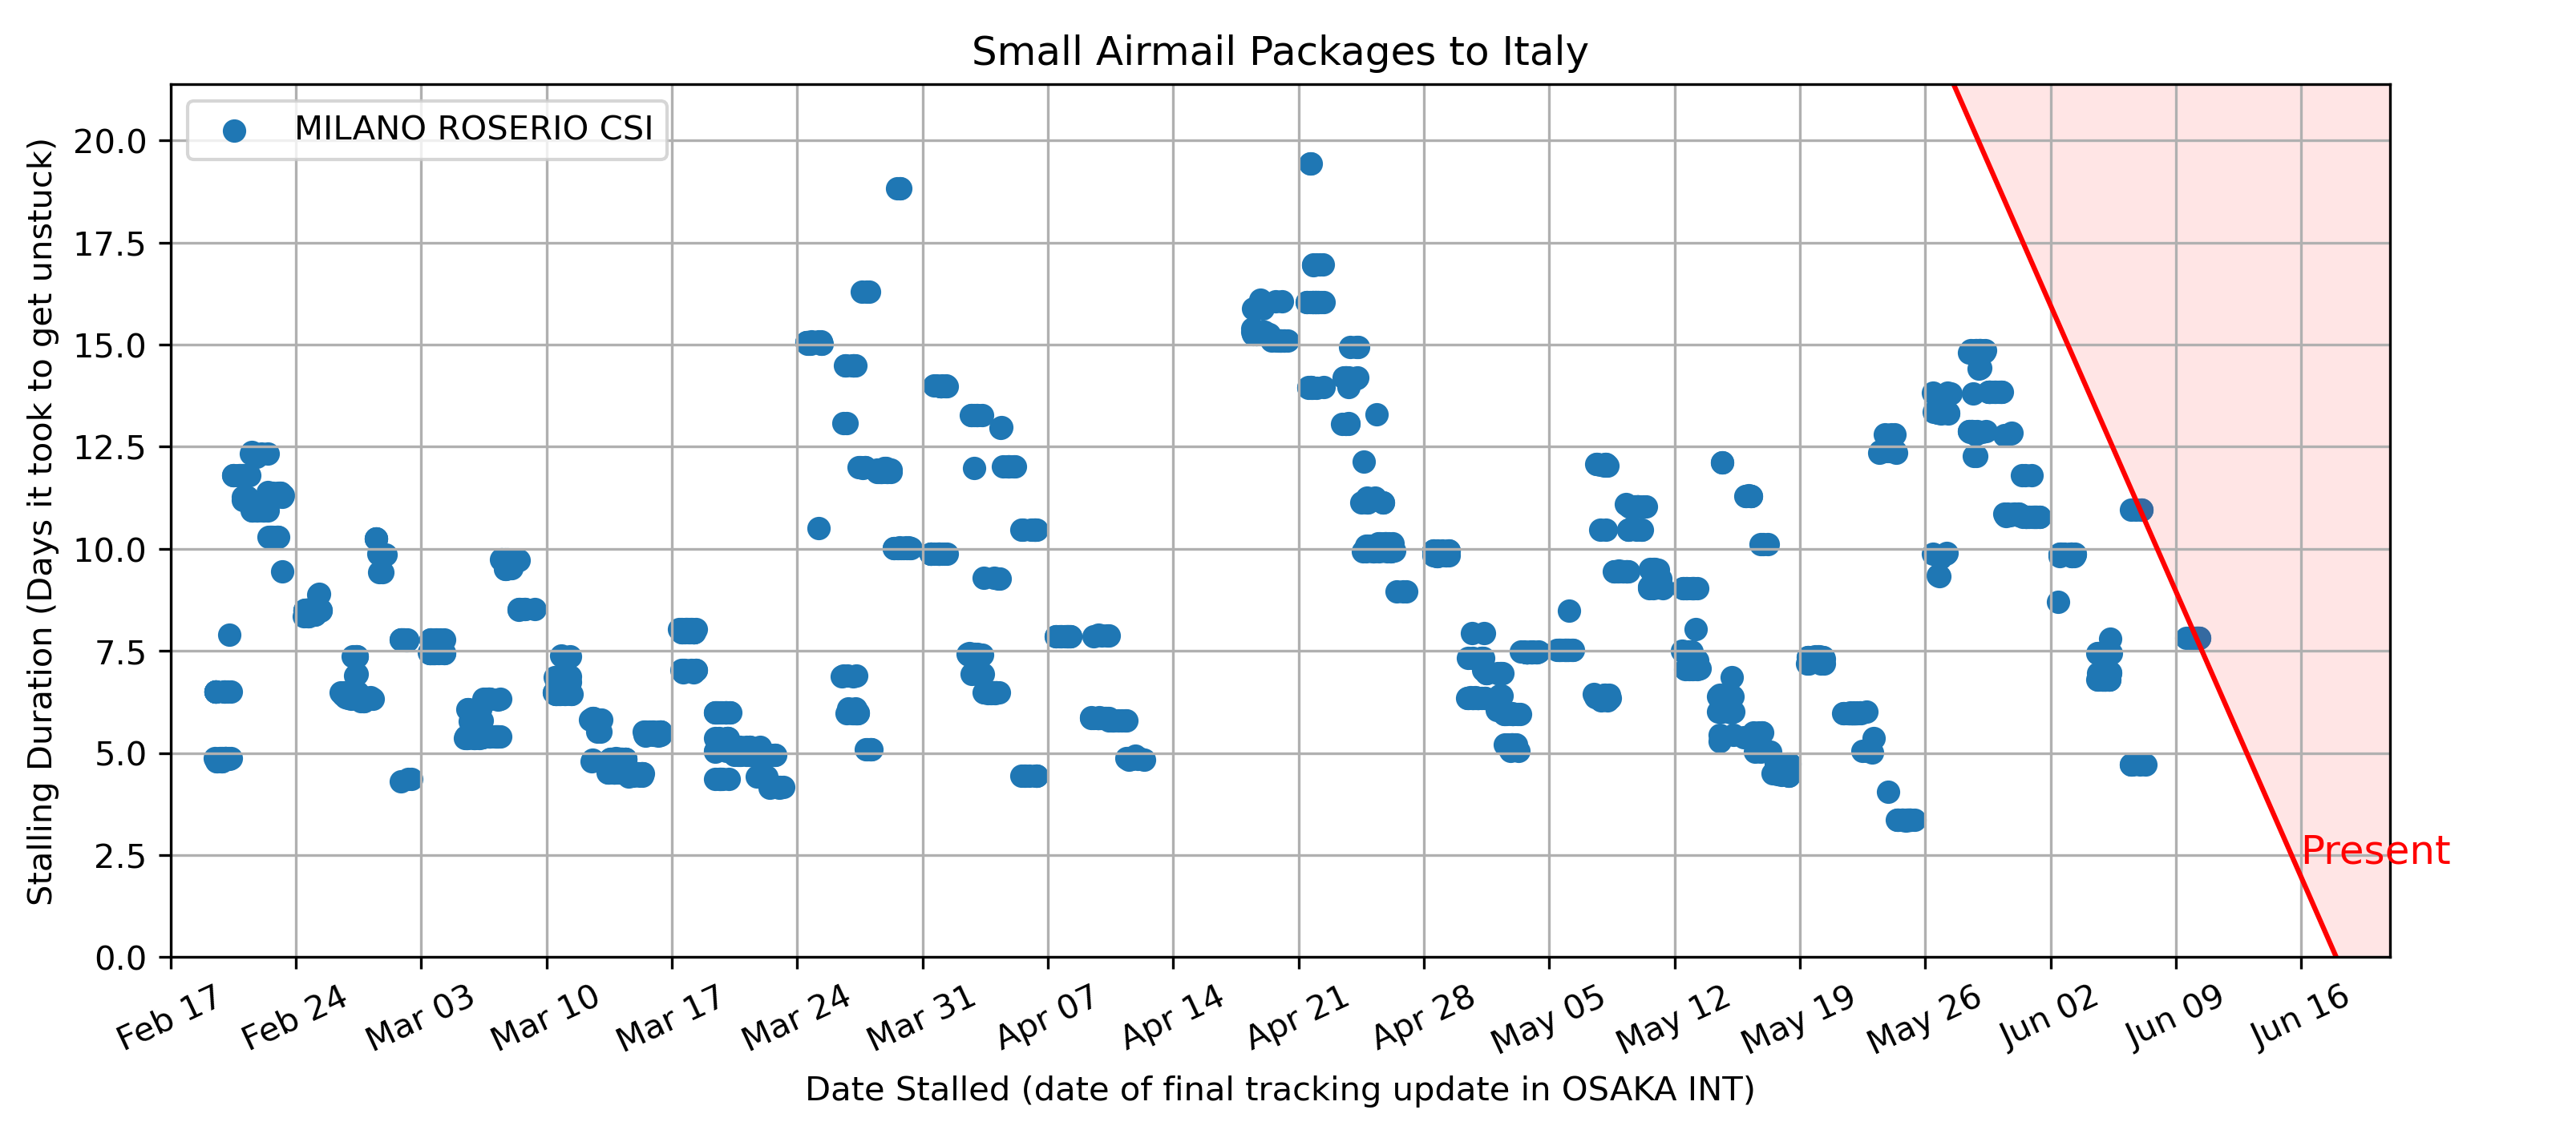 Small Airmail Packages to Italy
MILANO ROSERIO CSI
Stalling Duration (Days it took to get unstuck)
20.0
17.5
15.0
12.5
10.0
7.5
5.0
2.5
0.0
Present
Feb 17
Feb 24
Mar 03
Mar 10
Mar 17
Mar 24
Mar 31
Apr 07
Apr 14
Apr 21
Apr 28
May 05
May 12
May 19
May 26
Jun 02
Jun 09
Jun 16
Date Stalled (date of final tracking update in OSAKA INT)